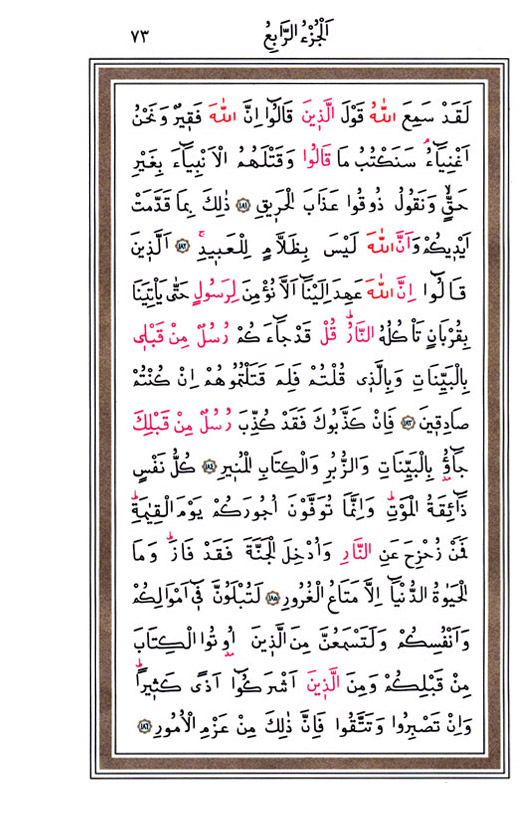 اَلْجُزْءُ الرَّابِعُ ٧٣
لَقَدْ سَمِعَ اللّٰهُ قَوْلَ الَّذ۪ينَ قَالُٓوا اِنَّ اللّٰهَ فَق۪يرٌ وَنَحْنُ
اَغْنِيَٓاءُۢ سَنَكْتُبُ مَا قَالُوا وَقَتْلَهُمُ الْاَنْبِيَٓاءَ بِغَيْرِ
حَقٍّۙ وَنَقُولُ ذُوقُوا عَذَابَ الْحَر۪يقِ ﴿١٨١﴾ ذٰلِكَ بِمَا قَدَّمَتْ
اَيْد۪يكُمْ وَاَنَّ اللّٰهَ لَيْسَ بِظَلَّامٍ لِلْعَب۪يدِۚ ﴿١٨٢﴾ اَلَّذ۪ينَ
قَالُٓوا اِنَّ اللّٰهَ عَهِدَ اِلَيْنَٓا اَلَّا نُؤْمِنَ لِرَسُولٍ حَتّٰى يَأْتِيَنَا
بِقُرْبَانٍ تَأْكُلُهُ النَّارُۜ قُلْ قَدْ جَٓاءَكُمْ رُسُلٌ مِنْ قَبْل۪ي
بِالْبَيِّنَاتِ وَبِالَّذ۪ي قُلْتُمْ فَلِمَ قَتَلْتُمُوهُمْ اِنْ كُنْتُمْ
صَادِق۪ينَ ﴿١٨٣﴾ فَاِنْ كَذَّبُوكَ فَقَدْ كُذِّبَ رُسُلٌ مِنْ قَبْلِكَ
جَٓاؤُ۫ بِالْبَيِّنَاتِ وَالزُّبُرِ وَالْكِتَابِ الْمُن۪يرِ ﴿١٨٤﴾ كُلُّ نَفْسٍ
ذَٓائِقَةُ الْمَوْتِۜ وَاِنَّمَا تُوَفَّوْنَ اُجُورَكُمْ يَوْمَ الْقِيٰمَةِۜ
فَمَنْ زُحْزِحَ عَنِ النَّارِ وَاُدْخِلَ الْجَنَّةَ فَقَدْ فَازَۜ وَمَا
الْحَيٰوةُ الدُّنْيَٓا اِلَّا مَتَاعُ الْغُرُورِ ﴿١٨٥﴾ لَتُبْلَوُنَّ ف۪ٓي اَمْوَالِكُمْ
وَاَنْفُسِكُمْ وَلَتَسْمَعُنَّ مِنَ الَّذ۪ينَ اُو۫تُوا الْكِتَابَ
مِنْ قَبْلِكُمْ وَمِنَ الَّذ۪ينَ اَشْرَكُٓوا اَذًى كَث۪يرًاۜ
وَاِنْ تَصْبِرُوا وَتَتَّقُوا فَاِنَّ ذٰلِكَ مِنْ عَزْمِ الْاُمُورِ ﴿١٨٦﴾